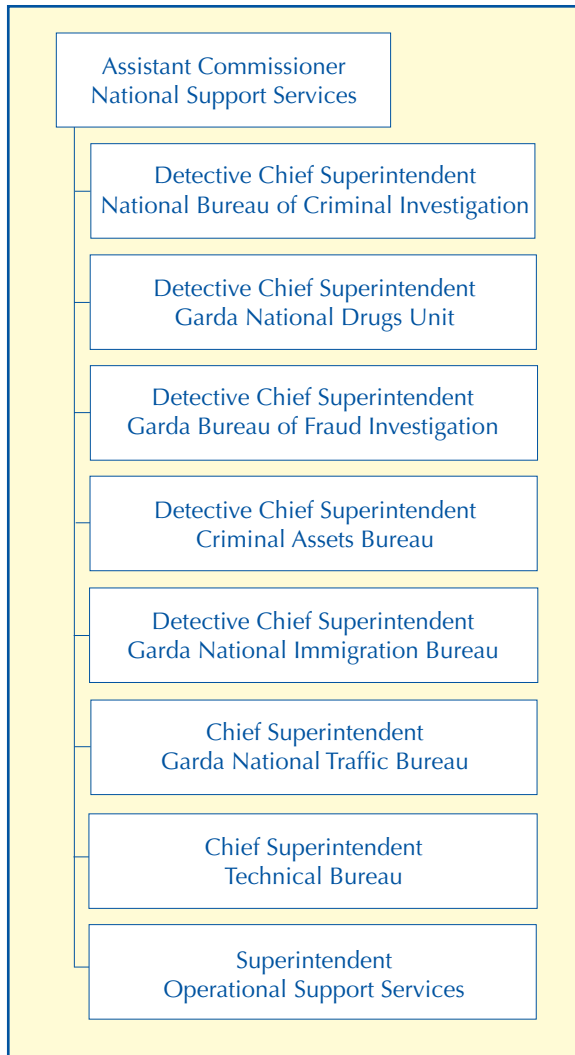 Assistant Commissioner
National Support Services
Detective Chief Superintendent
National Bureau of Criminal Investigation
Detective Chief Superintendent
Garda National Drugs Unit
Detective Chief Superintendent
Garda Bureau of Fraud Investigation
Detective Chief Superintendent
Criminal Assets Bureau
Detective Chief Superintendent
Garda National Immigration Bureau
Chief Superintendent
Garda National Traffic Bureau
Chief Superintendent
Technical Bureau
Superintendent
Operational Support Services